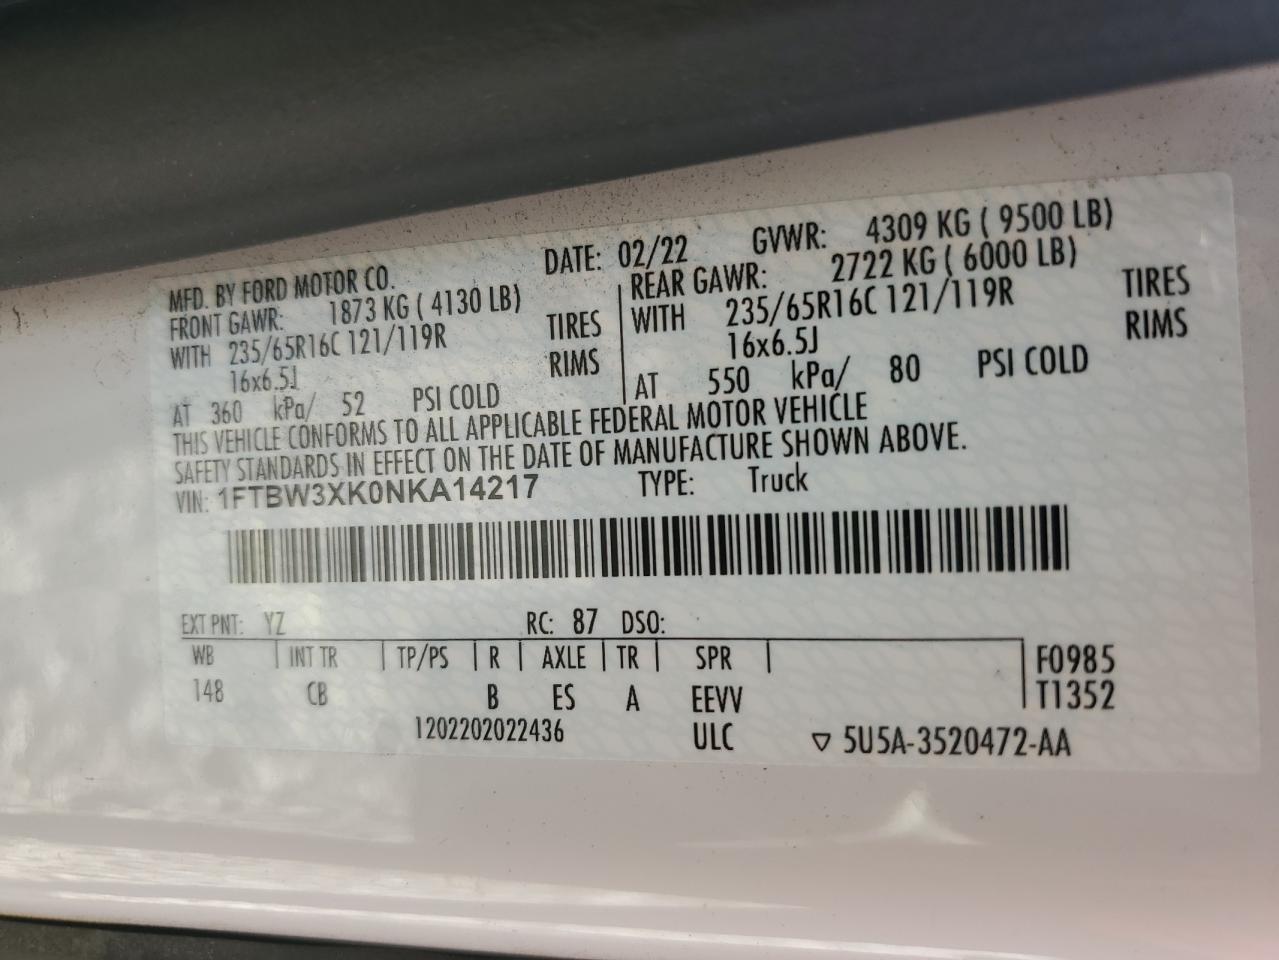 MFD. BY FORD MOTOR CO. DATE: 02/22 GVWR: 4309 KG ( 9500 LB)
FRONT GAWR: 1873 KG ( 4130 LB) REAR GAWR: 2722 KG ( 6000 LB)
WITH 235/65R16C 121/119R TIRES WITH 235/65R16C 121/119R TIRES
16x6.5J RIMS 16x6.5J RIMS
AT 360 kPa/ 52 PSI COLD AT 550 kPa/ 80 PSI COLD
THIS VEHICLE CONFORMS TO ALL APPLICABLE FEDERAL MOTOR VEHICLE
SAFETY STANDARDS IN EFFECT ON THE DATE OF MANUFACTURE SHOWN ABOVE.
VIN: 1FTBW3XK0NKA14217 TYPE: Truck
EXT PNT: YZ RC: 87 DSO:
WB INT TR TP/PS R AXLE TR SPR F0985
148 CB B ES A EEVV T1352
1202202022436 ULC ▽ 5U5A-3520472-AA